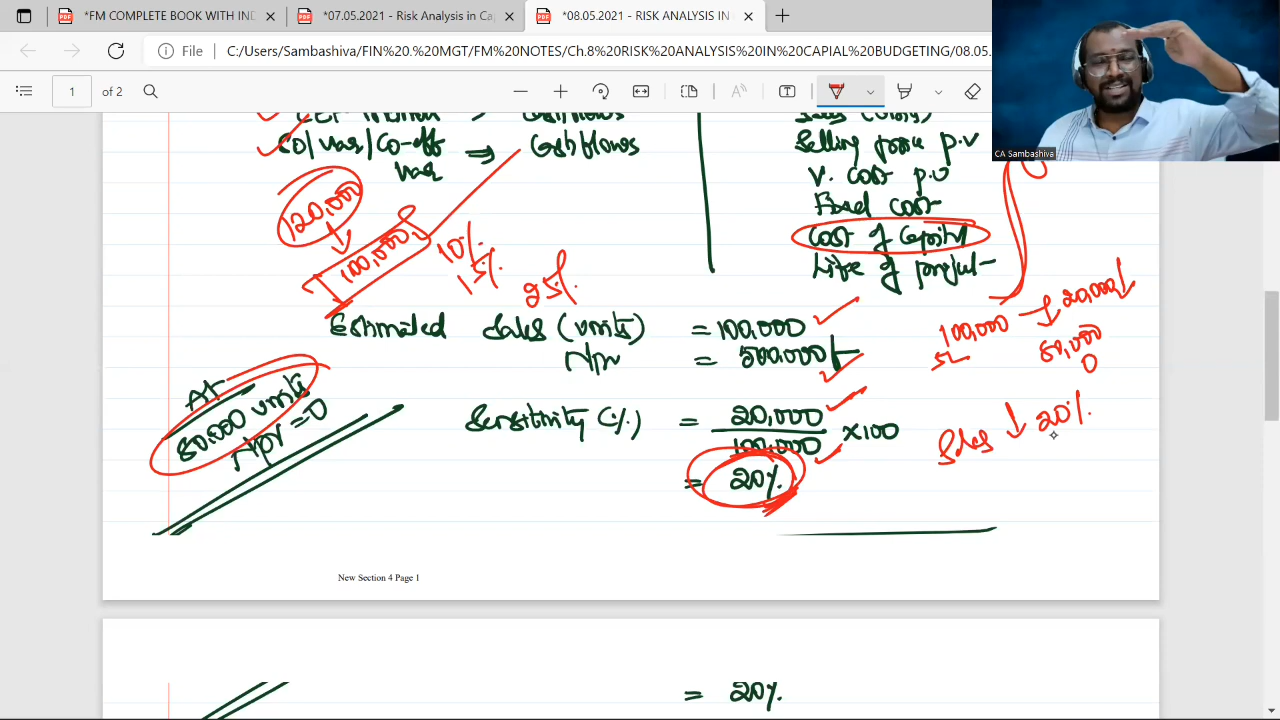 *FM COMPLETE BOOK WITH IND
*07.05.2021 - Risk Analysis in Ca
*08.05.2021 - RISK ANALYSIS IN
File
C:/Users/Sambashiva/FIN%20.%20MGT/FM%20NOTES/Ch.8%20RISK%20ANALYSIS%20IN%20CAPIAL%20BUDGETING/08.05.
1 of 2
CA Sambashiva
Co/var/Co-eff var ⇒ Cashflows
Selling price p.u
V. Cost p.u
Fixed cost
Cost of Capital
Life of project
120,000
100,000
10%
15%
25%
Estimated Sales (units) = 100,000
NPV = 500,000
100,000 → 20,000 ↓
80,000
0
At
80,000 units
NPV = 0
Sensitivity (%) = 20,000 / 100,000 ×100
= 20%
Sales ↓ 20%
New Section 4 Page 1
= 20%